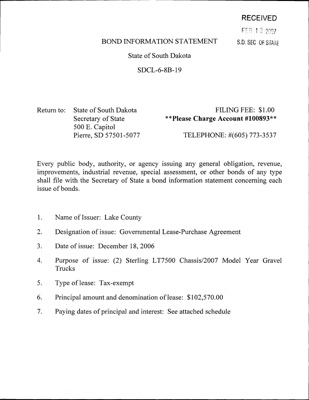 RECEIVED
FEB 12 2007
BOND INFORMATION STATEMENT
S.D. SEC OF STATE
State of South Dakota
SDCL-6-8B-19
Return to: State of South Dakota FILING FEE: $1.00
Secretary of State **Please Charge Account #100893**
500 E. Capitol
Pierre, SD 57501-5077 TELEPHONE: #(605) 773-3537
Every public body, authority, or agency issuing any general obligation, revenue,
improvements, industrial revenue, special assessment, or other bonds of any type
shall file with the Secretary of State a bond information statement concerning each
issue of bonds.
1. Name of Issuer: Lake County
2. Designation of issue: Governmental Lease-Purchase Agreement
3. Date of issue: December 18, 2006
4. Purpose of issue: (2) Sterling LT7500 Chassis/2007 Model Year Gravel
Trucks
5. Type of lease: Tax-exempt
6. Principal amount and denomination of lease: $102,570.00
7. Paying dates of principal and interest: See attached schedule